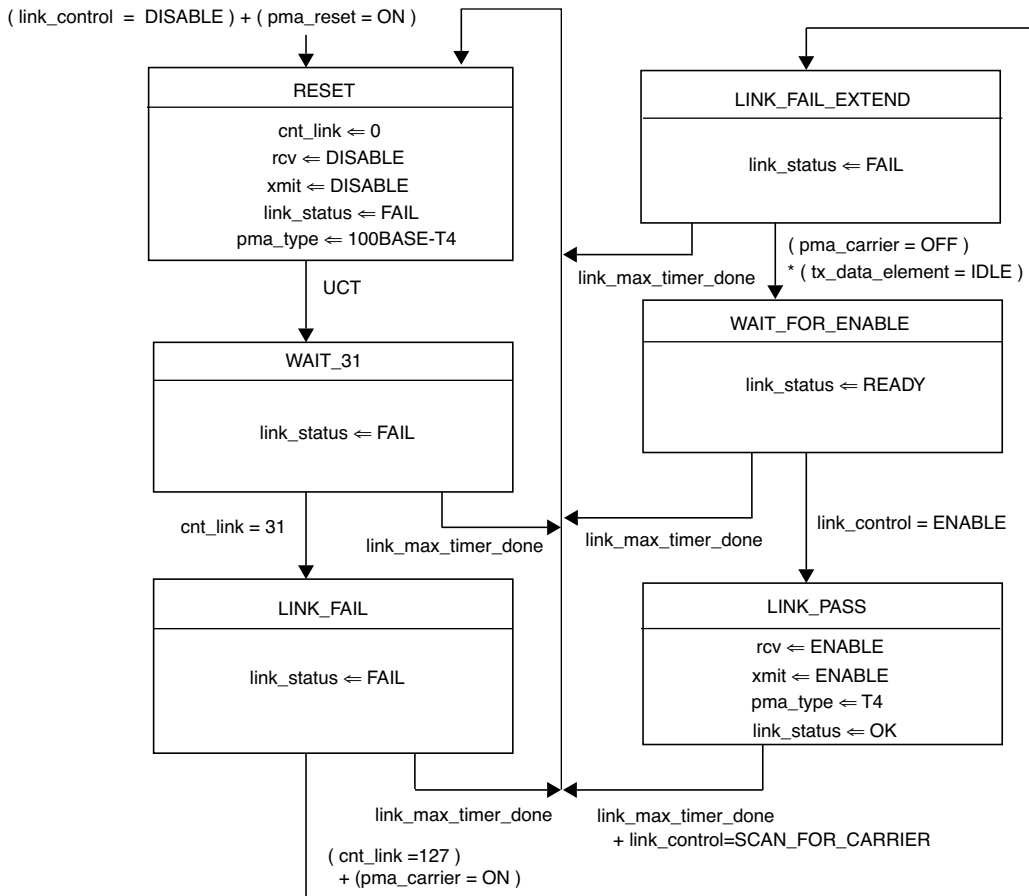 ( link_control = DISABLE ) + ( pma_reset = ON )
RESET
cnt_link ⇐ 0
rcv ⇐ DISABLE
xmit ⇐ DISABLE
link_status ⇐ FAIL
pma_type ⇐ 100BASE-T4
UCT
WAIT_31
link_status ⇐ FAIL
cnt_link = 31
link_max_timer_done
LINK_FAIL
link_status ⇐ FAIL
link_max_timer_done
( cnt_link =127 )
+ (pma_carrier = ON )
LINK_FAIL_EXTEND
link_status ⇐ FAIL
link_max_timer_done
( pma_carrier = OFF )
* ( tx_data_element = IDLE )
WAIT_FOR_ENABLE
link_status ⇐ READY
link_max_timer_done
link_control = ENABLE
LINK_PASS
rcv ⇐ ENABLE
xmit ⇐ ENABLE
pma_type ⇐ T4
link_status ⇐ OK
link_max_timer_done
+ link_control=SCAN_FOR_CARRIER